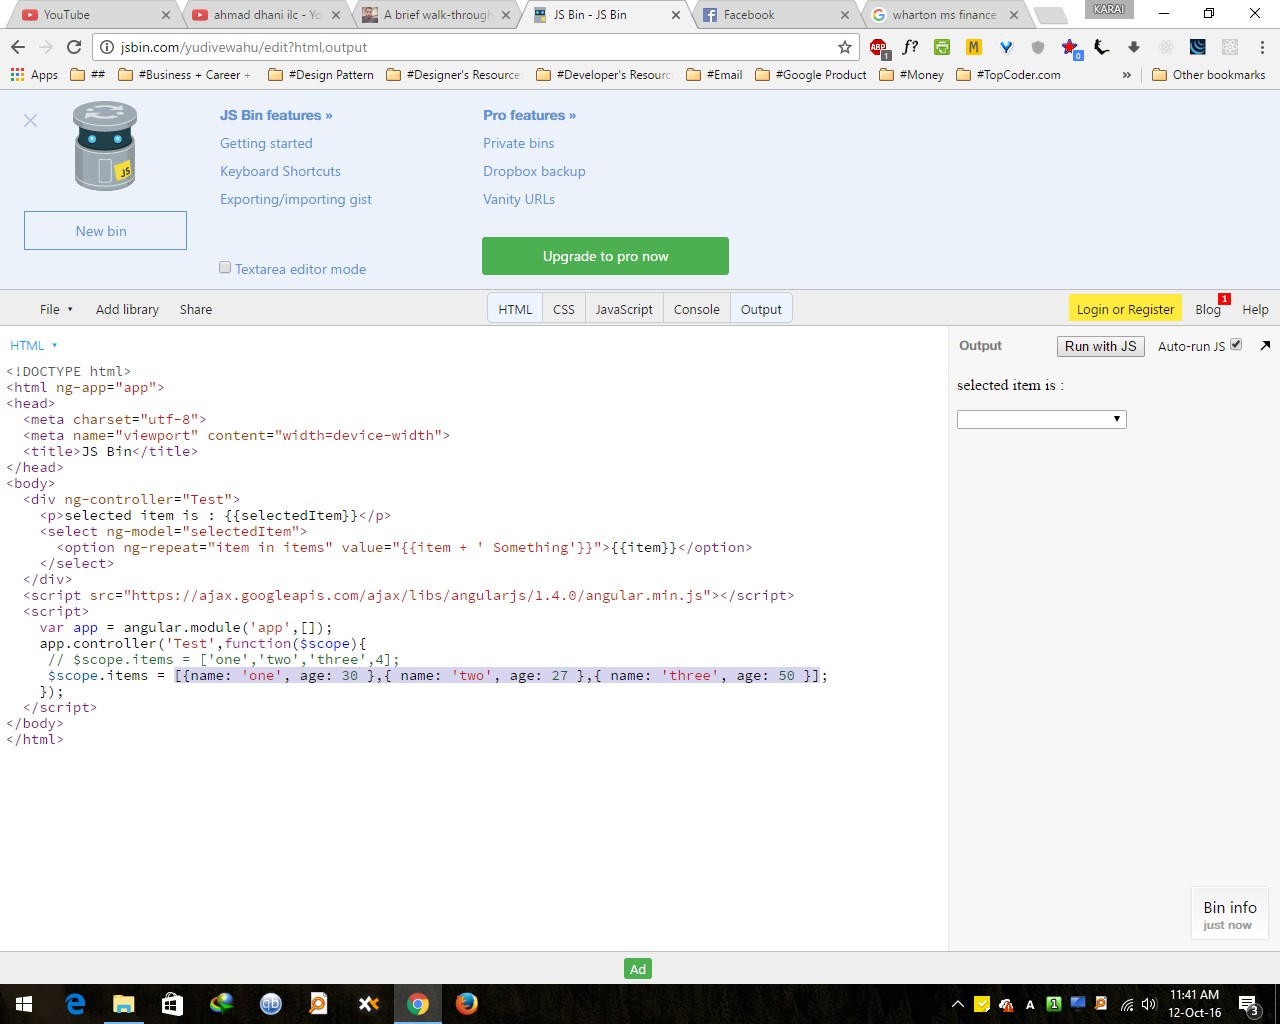 YouTube
ahmad dhani ilc - Yo
A brief walk-through
JS Bin - JS Bin
Facebook
wharton ms finance
KARAI
jsbin.com/yudivewahu/edit?html,output
ABP
1
f?
M
0
Apps
##
#Business + Career +
#Design Pattern
#Designer's Resource
#Developer's Resourc
#Email
#Google Product
#Money
#TopCoder.com
»
Other bookmarks
JS
New bin
JS Bin features »
Getting started
Keyboard Shortcuts
Exporting/importing gist
Textarea editor mode
Pro features »
Private bins
Dropbox backup
Vanity URLs
Upgrade to pro now
File
Add library
Share
HTML
CSS
JavaScript
Console
Output
Login or Register
Blog
1
Help
HTML
<!DOCTYPE html>
<html ng-app="app">
<head>
  <meta charset="utf-8">
  <meta name="viewport" content="width=device-width">
  <title>JS Bin</title>
</head>
<body>
  <div ng-controller="Test">
    <p>selected item is : {{selectedItem}}</p>
    <select ng-model="selectedItem">
      <option ng-repeat="item in items" value="{{item + ' Something'}}">{{item}}</option>
    </select>
  </div>
  <script src="https://ajax.googleapis.com/ajax/libs/angularjs/1.4.0/angular.min.js"></script>
  <script>
    var app = angular.module('app',[]);
    app.controller('Test',function($scope){
     // $scope.items = ['one','two','three',4];
     $scope.items = [{name: 'one', age: 30 },{ name: 'two', age: 27 },{ name: 'three', age: 50 }];
    });
  </script>
</body>
</html>
Output
Run with JS
Auto-run JS
selected item is :
Bin info
just now
Ad
qb
A
1
11:41 AM
12-Oct-16
3